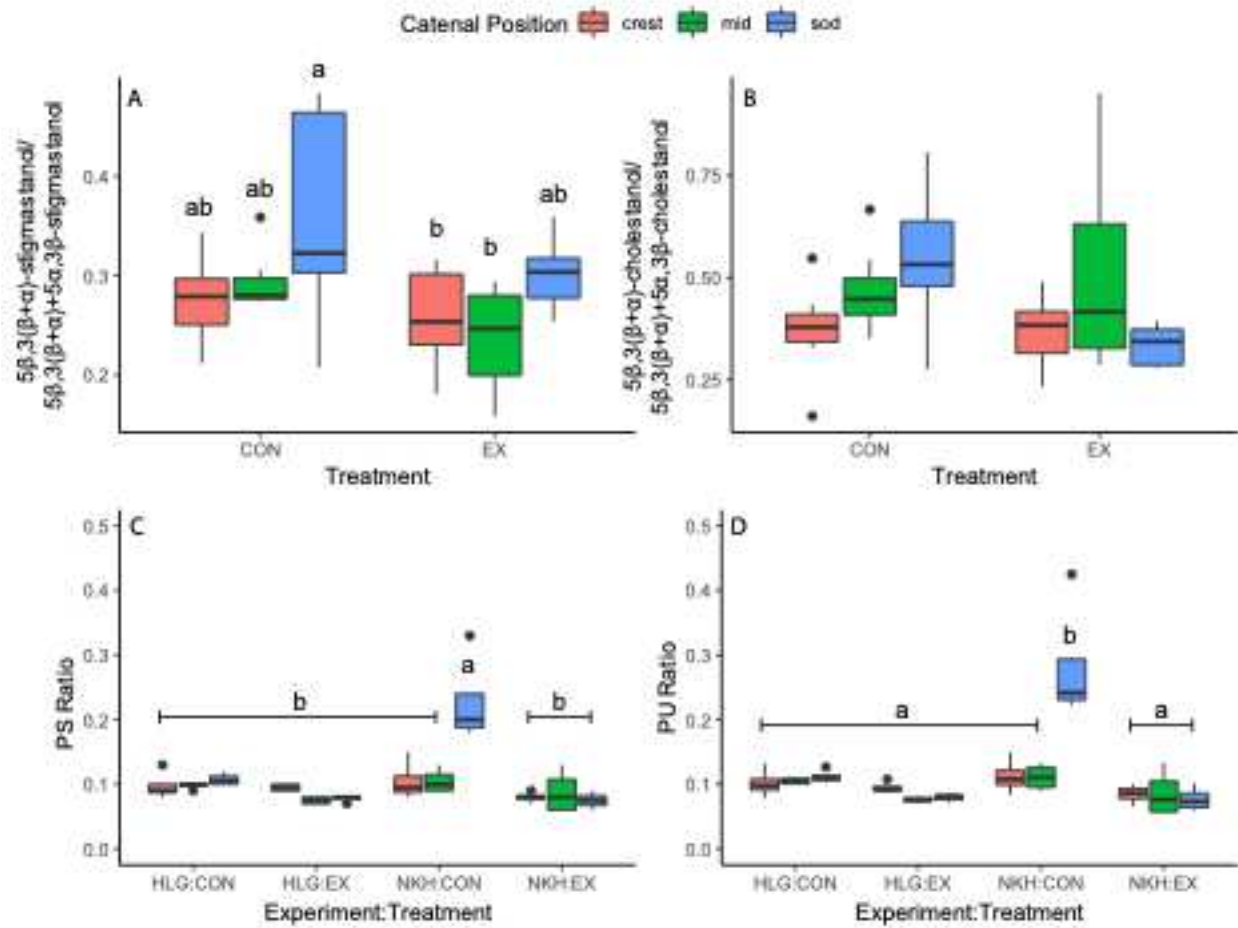 Catenal Position crest mid sod
A
5β,3(β+α)-stigmastanol/
5β,3(β+α)+5α,3β-stigmastanol
0.4
0.3
0.2
ab
ab
a
b
b
ab
CON
EX
Treatment
B
5β,3(β+α)-cholestanol/
5β,3(β+α)+5α,3β-cholestanol
0.75
0.50
0.25
CON
EX
Treatment
C
PS Ratio
0.5
0.4
0.3
0.2
0.1
0.0
b
a
b
HLG:CON
HLG:EX
NKH:CON
NKH:EX
Experiment:Treatment
D
PU Ratio
0.5
0.4
0.3
0.2
0.1
0.0
a
b
a
HLG:CON
HLG:EX
NKH:CON
NKH:EX
Experiment:Treatment